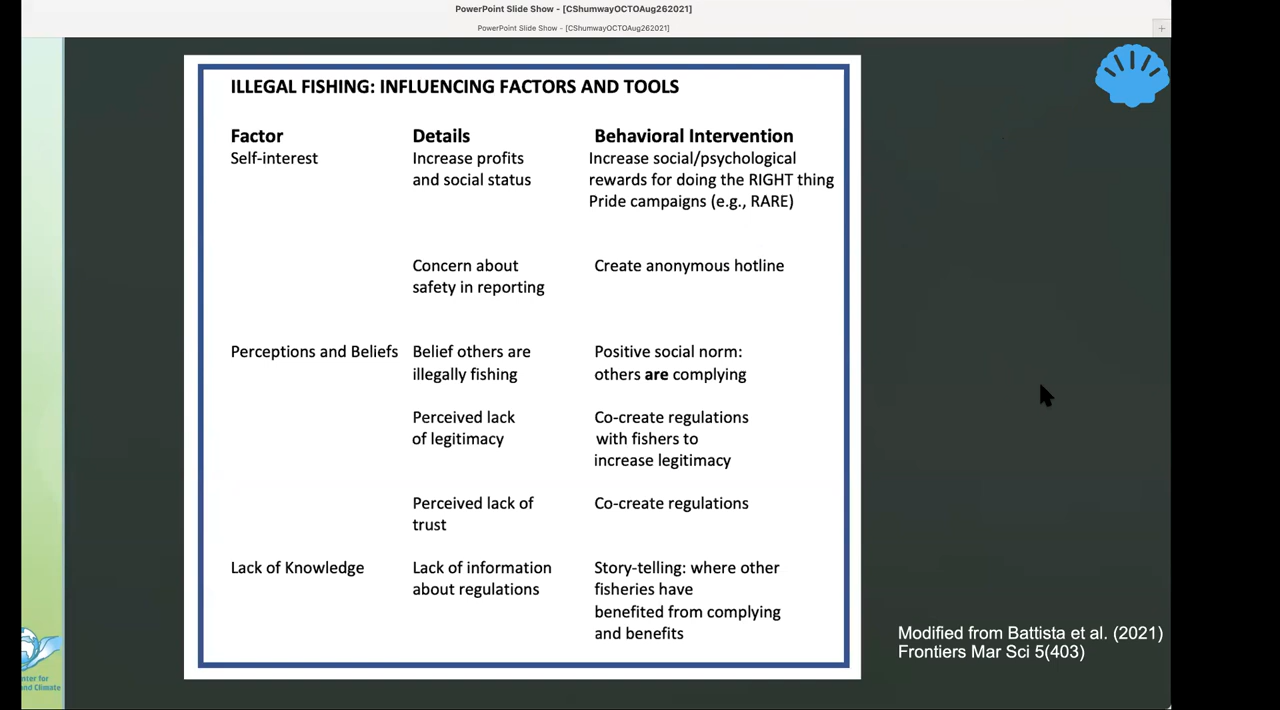 PowerPoint Slide Show - [CShumwayOCTOAug262021]
PowerPoint Slide Show - [CShumwayOCTOAug262021]
ILLEGAL FISHING: INFLUENCING FACTORS AND TOOLS
Factor Details Behavioral Intervention
Self-interest Increase profits Increase social/psychological
and social status rewards for doing the RIGHT thing
Pride campaigns (e.g., RARE)
Concern about Create anonymous hotline
safety in reporting
Perceptions and Beliefs Belief others are Positive social norm:
illegally fishing others are complying
Perceived lack Co-create regulations
of legitimacy with fishers to
increase legitimacy
Perceived lack of Co-create regulations
trust
Lack of Knowledge Lack of information Story-telling: where other
about regulations fisheries have
benefited from complying
and benefits
Modified from Battista et al. (2021)
Frontiers Mar Sci 5(403)
nter for
and Climate